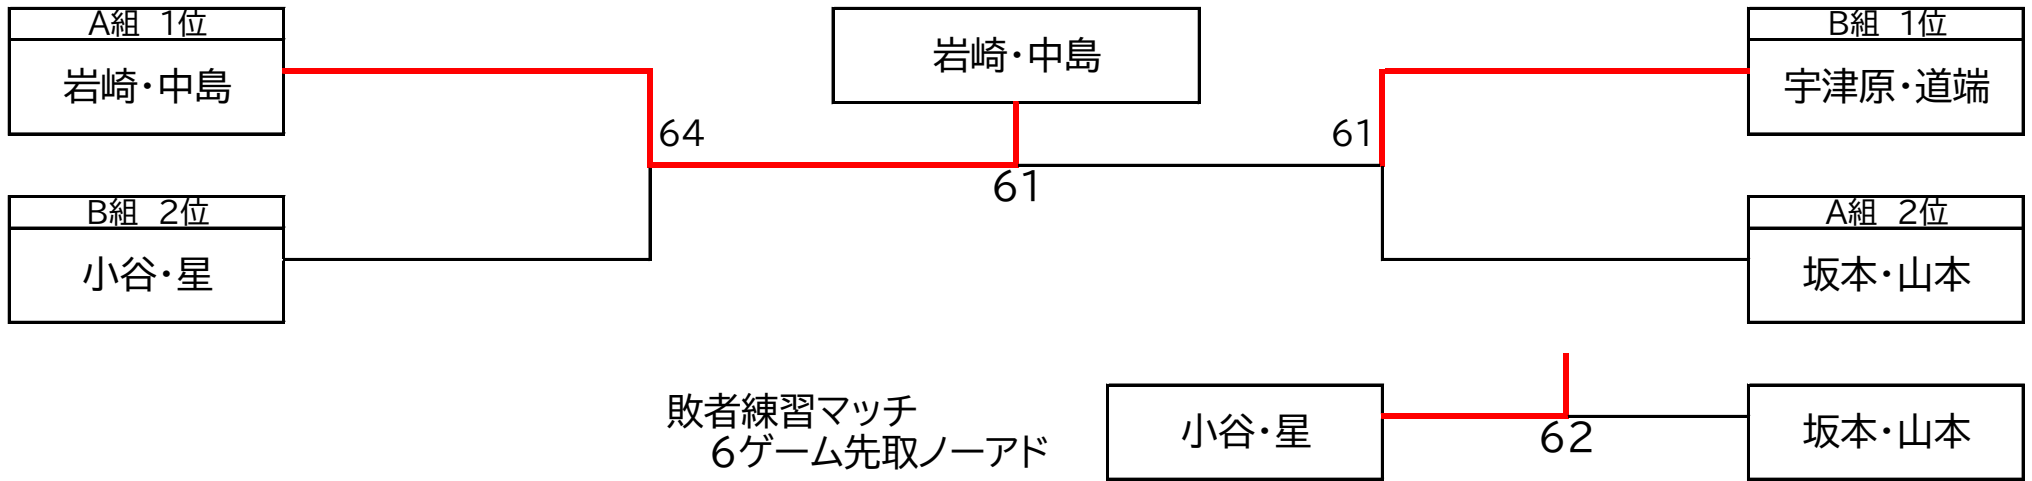 A組 1位
岩崎・中島
岩崎・中島
B組 1位
宇津原・道端
64
61
61
B組 2位
小谷・星
A組 2位
坂本・山本
敗者練習マッチ
6ゲーム先取ノーアド
小谷・星
62
坂本・山本